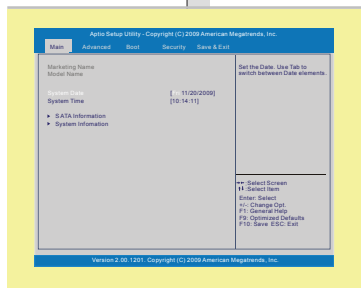 Aptio Setup Utility - Copyright (C) 2009 American Megatrends, Inc.
Main Advanced Boot Security Save & Exit
Marketing Name
Model Name
System Date [Fri 11/20/2009]
System Time [10:14:11]
SATA Information
System Infomation
Set the Date. Use Tab to
switch between Date elements.
→← :Select Screen
↑↓ :Select Item
Enter: Select
+/-: Change Opt.
F1: General Help
F9: Optimized Defaults
F10: Save ESC: Exit
Version 2.00.1201. Copyright (C) 2009 American Megatrends, Inc.